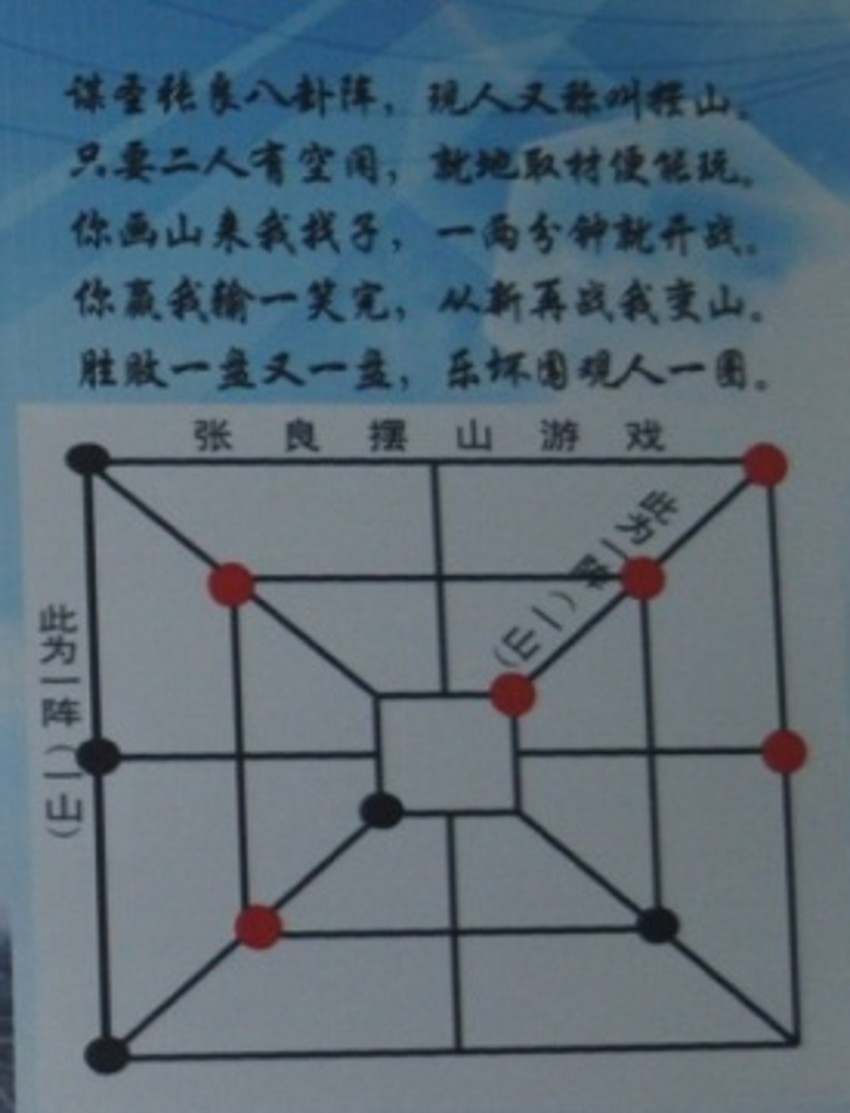 谋圣张良八卦阵，现人又称叫摆山。
只要二人有空闲，就地取材便能玩。
你画山来我找子，一两分钟就开战。
你赢我输一笑完，从新再战我变山。
胜败一盘又一盘，乐坏围观人一圈。
张良摆山游戏
此为一阵（一山）
此为一阵（一山）